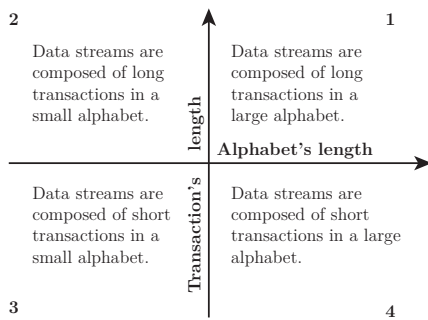 2
1
Data streams are
composed of long
transactions in a
small alphabet.
Data streams are
composed of long
transactions in a
large alphabet.
Transaction's length
Alphabet's length
Data streams are
composed of short
transactions in a
small alphabet.
Data streams are
composed of short
transactions in a large
alphabet.
3
4